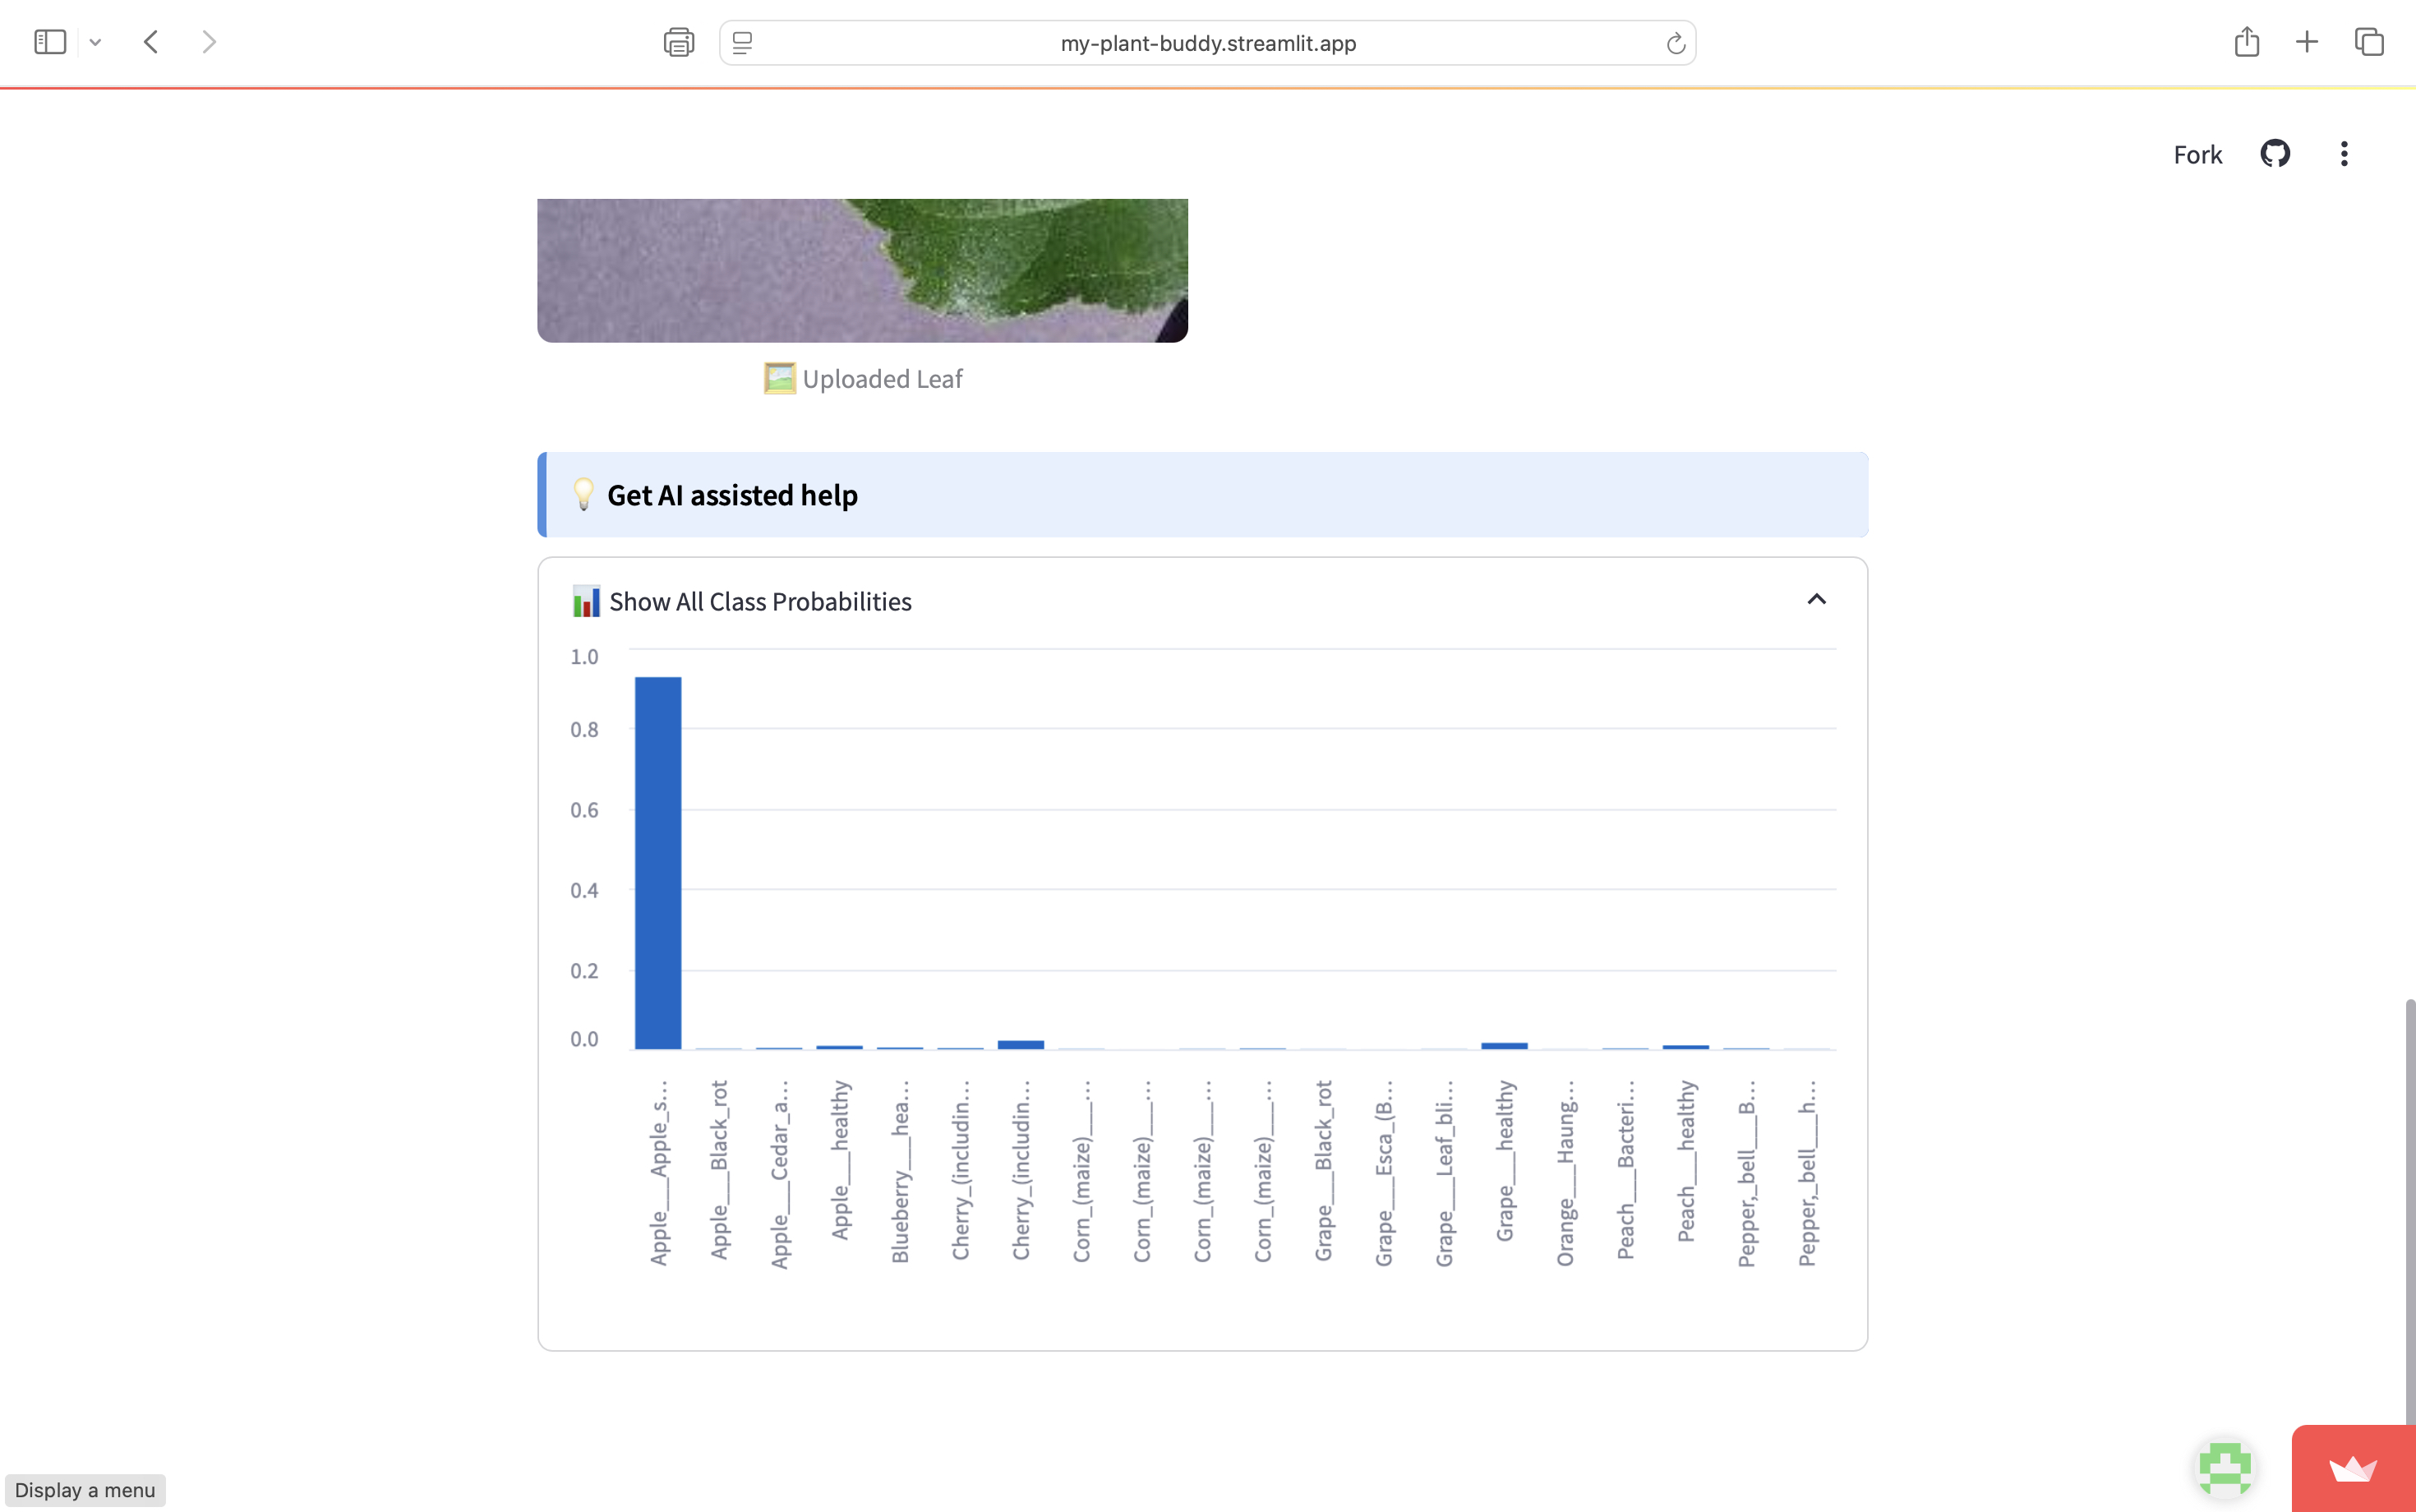 my-plant-buddy.streamlit.app
Fork
Uploaded Leaf
Get AI assisted help
Show All Class Probabilities
1.0
0.8
0.6
0.4
0.2
0.0
Apple___Apple_s...
Apple___Black_rot
Apple___Cedar_a...
Apple___healthy
Blueberry___hea...
Cherry_(includin...
Cherry_(includin...
Corn_(maize)___...
Corn_(maize)___...
Corn_(maize)___...
Corn_(maize)___...
Grape___Black_rot
Grape___Esca_(B...
Grape___Leaf_bli...
Grape___healthy
Orange___Haung...
Peach___Bacteri...
Peach___healthy
Pepper,_bell___B...
Pepper,_bell___h...
Display a menu